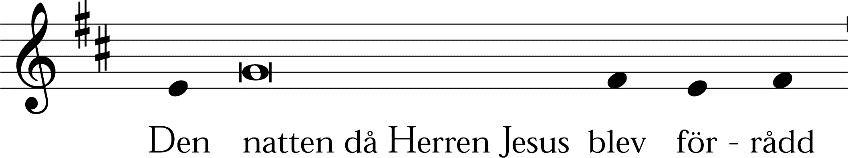 Den natten då Herren Jesus blev för - rådd